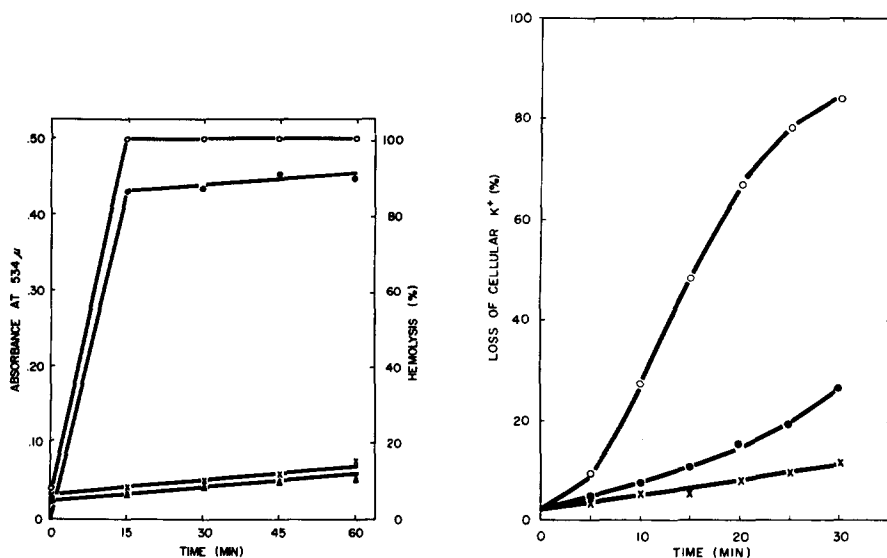 .50
.40
.30
.20
.10
0
ABSORBANCE AT 534 μ
100
80
60
40
20
0
HEMOLYSIS (%)
0 15 30 45 60
TIME (MIN)
100
80
60
40
20
LOSS OF CELLULAR K+ (%)
0 10 20 30
TIME (MIN)